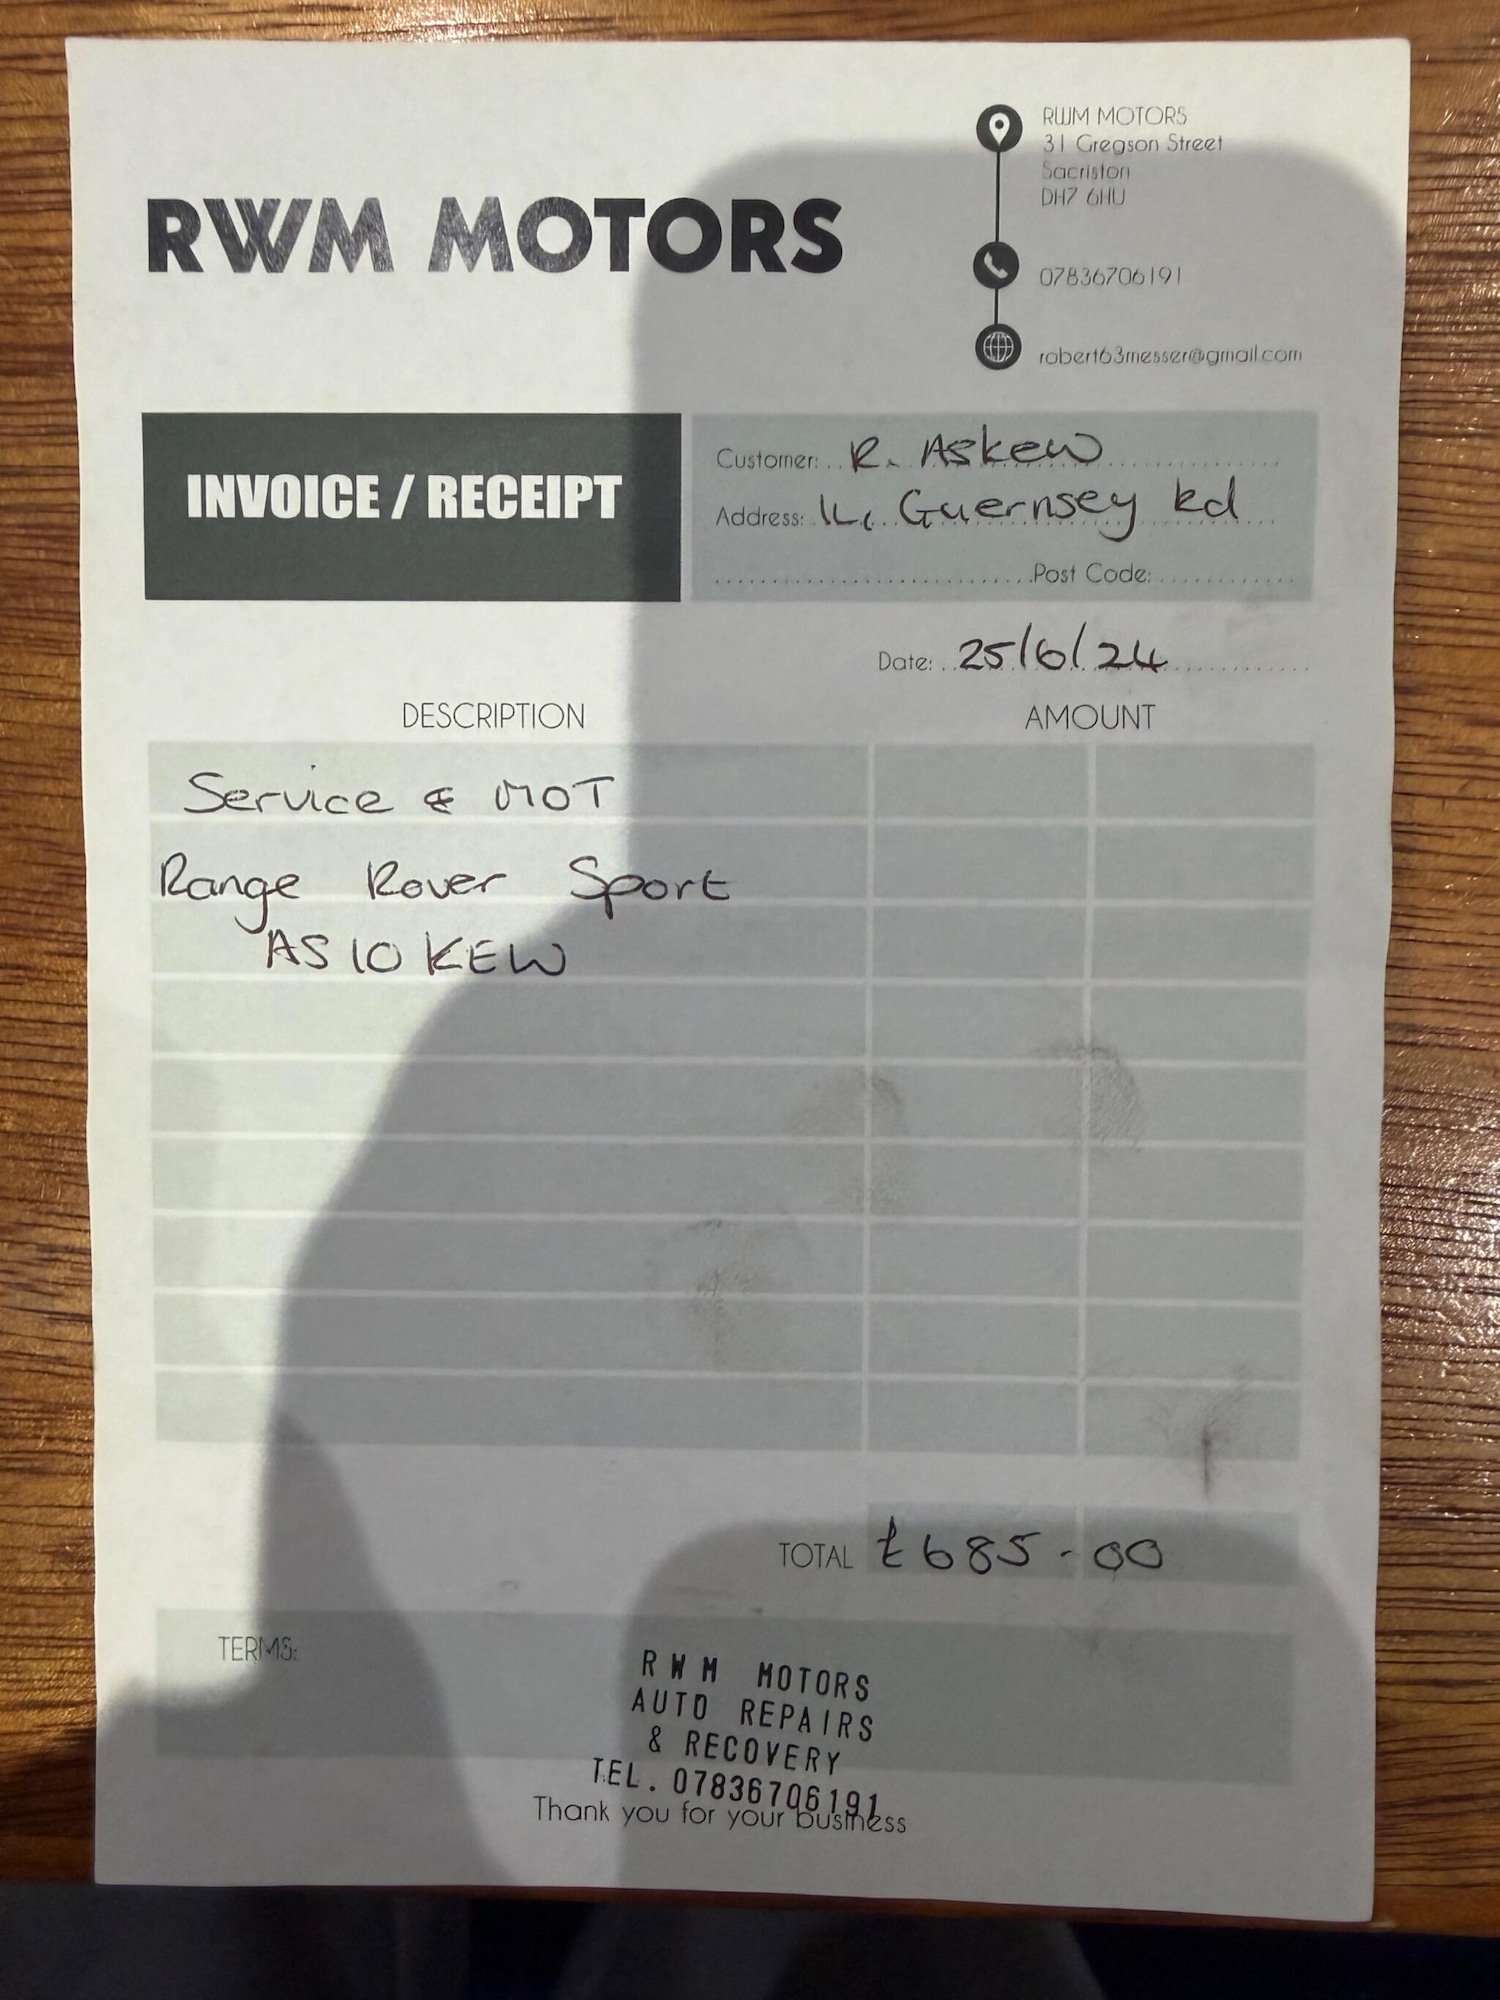 RWM MOTORS
RWM MOTORS
31 Gregson Street
Sacriston
DH7 6HU
07836706191
robert63messer@gmail.com
INVOICE / RECEIPT
Customer: R. Askew
Address: Guernsey Rd
Post Code:
Date: 25/6/24
DESCRIPTION AMOUNT
Service & MOT
Range Rover Sport
AS10 KEW
TOTAL £685-00
TERMS:
RWM MOTORS
AUTO REPAIRS
& RECOVERY
TEL. 07836706191
Thank you for your business